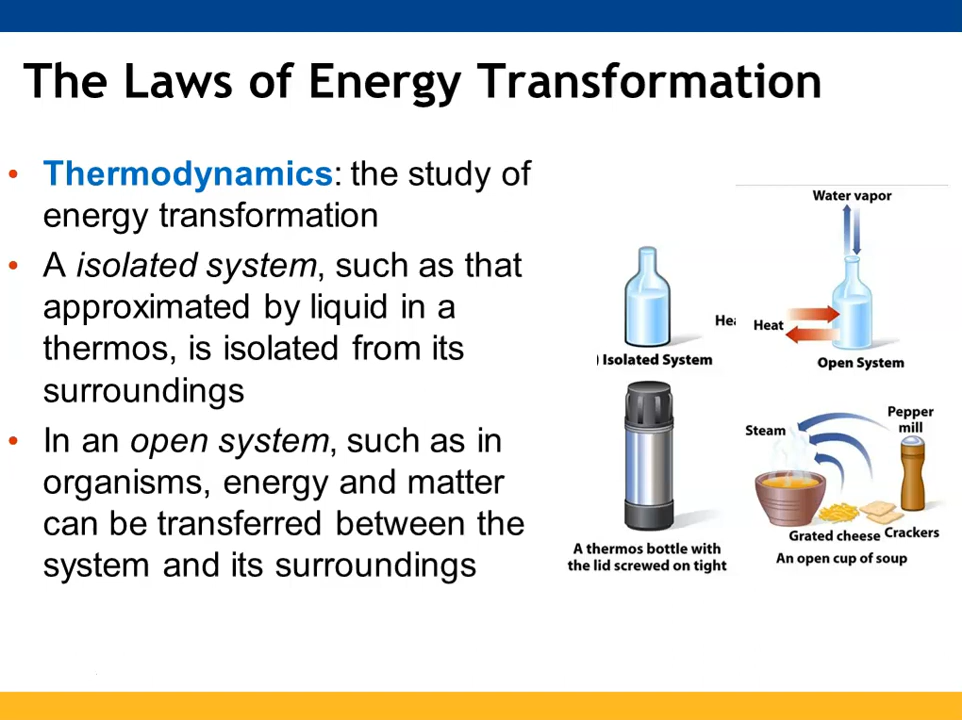 The Laws of Energy Transformation
• Thermodynamics: the study of
energy transformation
• A isolated system, such as that
approximated by liquid in a
thermos, is isolated from its
surroundings
• In an open system, such as in
organisms, energy and matter
can be transferred between the
system and its surroundings
) Isolated System
Water vapor
Heat
Open System
A thermos bottle with
the lid screwed on tight
Steam
Pepper
mill
Grated cheese
Crackers
An open cup of soup